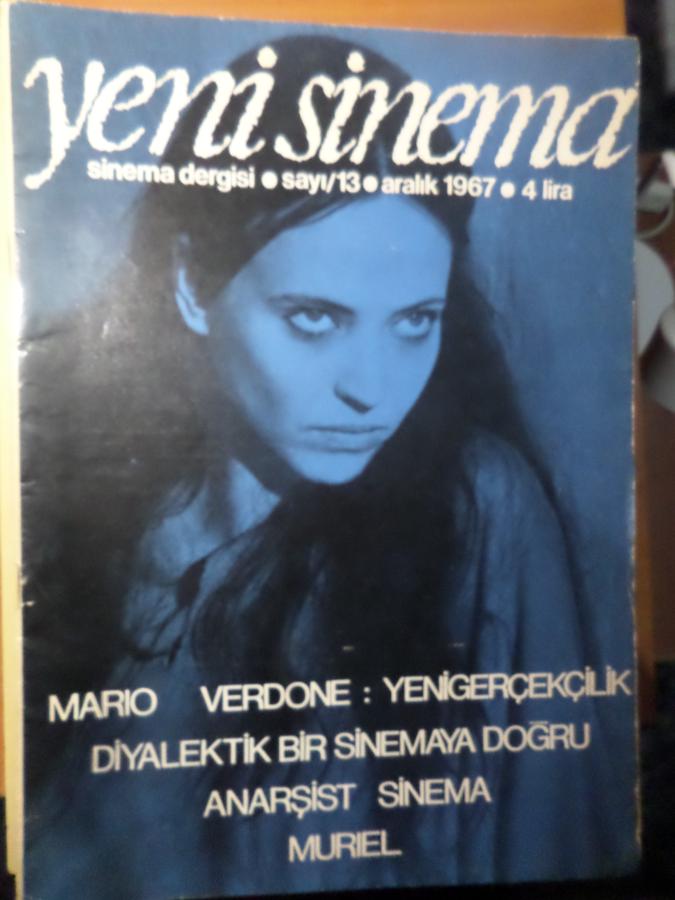 yeni sinema
sinema dergisi ● sayı/13 ● aralık 1967 ● 4 lira
MARIO VERDONE : YENİGERÇEKÇİLİK
DİYALEKTİK BİR SİNEMAYA DOĞRU
ANARŞİST SİNEMA
MURIEL